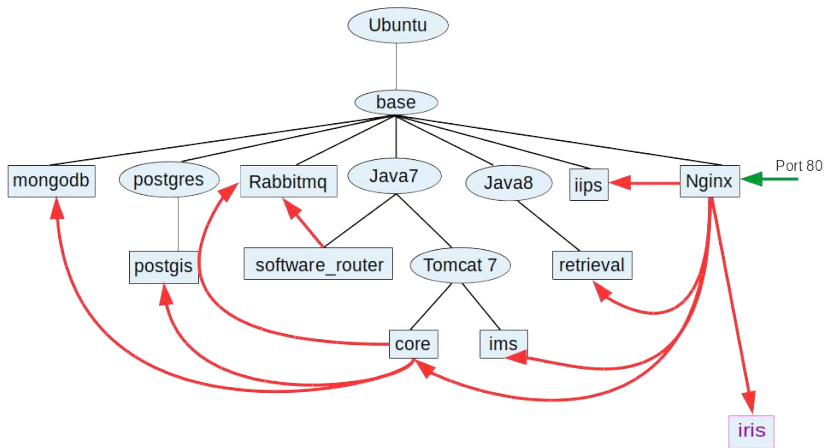 Ubuntu
base
Port 80
mongodb
postgres
Rabbitmq
Java7
Java8
iips
Nginx
postgis
software_router
Tomcat 7
retrieval
core
ims
iris